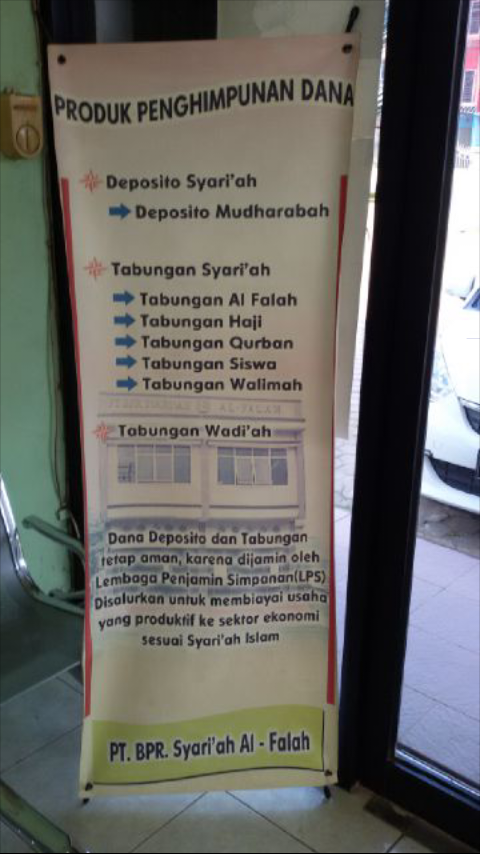 PRODUK PENGHIMPUNAN DANA
Deposito Syari'ah
Deposito Mudharabah
Tabungan Syari'ah
Tabungan Al Falah
Tabungan Haji
Tabungan Qurban
Tabungan Siswa
Tabungan Walimah
AL-FALAH
Tabungan Wadi'ah
Dana Deposito dan Tabungan
tetap aman, karena dijamin oleh
Lembaga Penjamin Simpanan(LPS)
Disalurkan untuk membiayai usaha
yang produktif ke sektor ekonomi
sesuai Syari'ah Islam
PT. BPR. Syari'ah Al - Falah